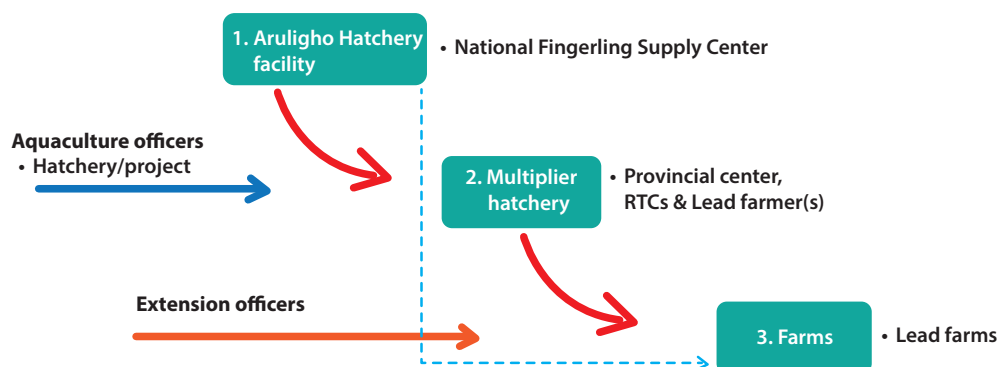 1. Aruligho Hatchery
facility
• National Fingerling Supply Center
Aquaculture officers
• Hatchery/project
2. Multiplier
hatchery
• Provincial center,
RTCs & Lead farmer(s)
Extension officers
3. Farms
• Lead farms